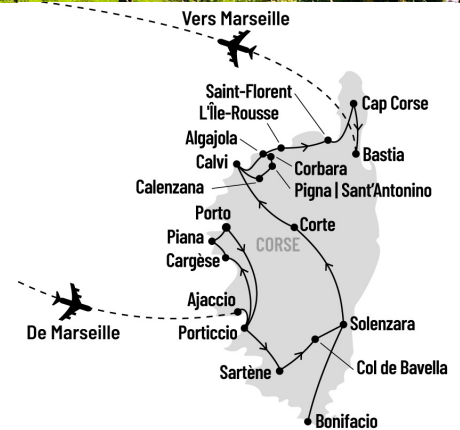 Vers Marseille
Saint-Florent
L'Île-Rousse
Cap Corse
Algajola
Bastia
Calvi
Corbara
Calenzana
Pigna | Sant'Antonino
Porto
Corte
Piana
CORSE
Cargèse
Ajaccio
De Marseille
Porticcio
Solenzara
Col de Bavella
Sartène
Bonifacio